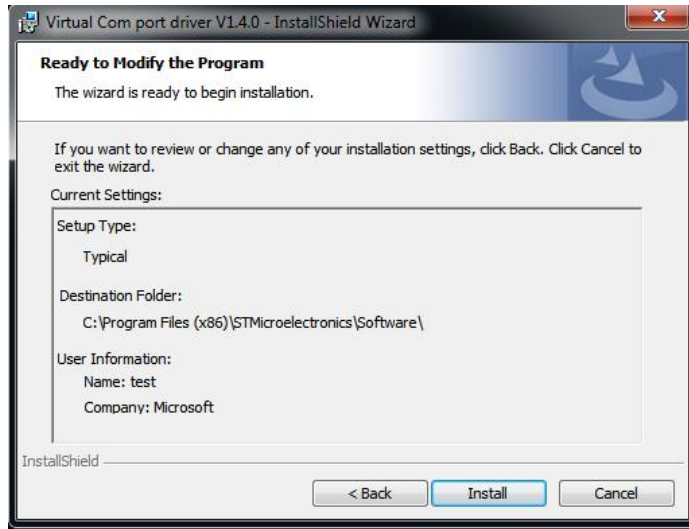 Virtual Com port driver V1.4.0 - InstallShield Wizard
Ready to Modify the Program
The wizard is ready to begin installation.
If you want to review or change any of your installation settings, click Back. Click Cancel to
exit the wizard.
Current Settings:
Setup Type:
Typical
Destination Folder:
C:\Program Files (x86)\STMicroelectronics\Software\
User Information:
Name: test
Company: Microsoft
InstallShield
< Back
Install
Cancel